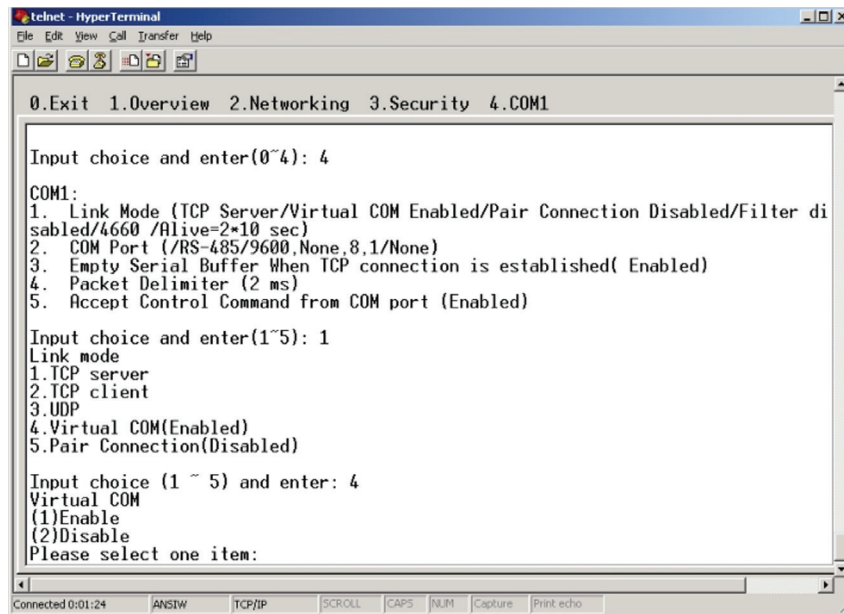 telnet - HyperTerminal
File Edit View Call Transfer Help
0.Exit 1.Overview 2.Networking 3.Security 4.COM1
Input choice and enter(0~4): 4
COM1:
1. Link Mode (TCP Server/Virtual COM Enabled/Pair Connection Disabled/Filter di
sabled/4660 /Alive=2*10 sec)
2. COM Port (/RS-485/9600,None,8,1/None)
3. Empty Serial Buffer When TCP connection is established( Enabled)
4. Packet Delimiter (2 ms)
5. Accept Control Command from COM port (Enabled)
Input choice and enter(1~5): 1
Link mode
1.TCP server
2.TCP client
3.UDP
4.Virtual COM(Enabled)
5.Pair Connection(Disabled)
Input choice (1 ~ 5) and enter: 4
Virtual COM
(1)Enable
(2)Disable
Please select one item:
Connected 0:01:24 ANSIW TCP/IP SCROLL CAPS NUM Capture Print echo